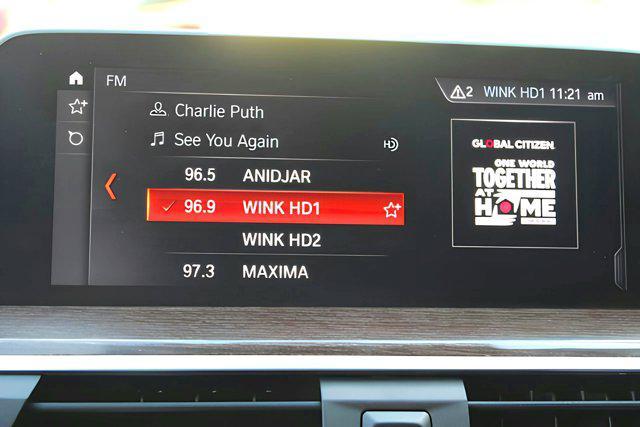 FM
2 WINK HD1 11:21 am
Charlie Puth
See You Again
HD
96.5 ANIDJAR
96.9 WINK HD1
WINK HD2
97.3 MAXIMA
GLOBAL CITIZEN.
ONE WORLD
TOGETHER
AT
HOME